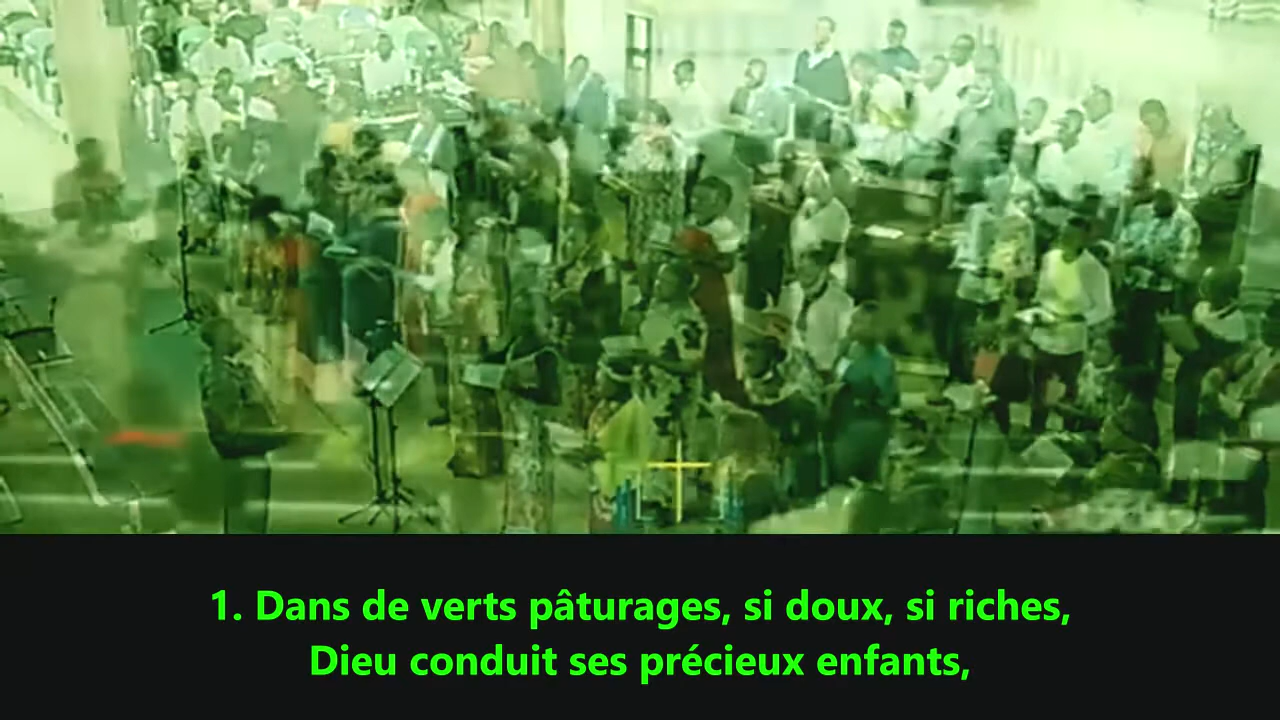 1. Dans de verts pâturages, si doux, si riches,
Dieu conduit ses précieux enfants,